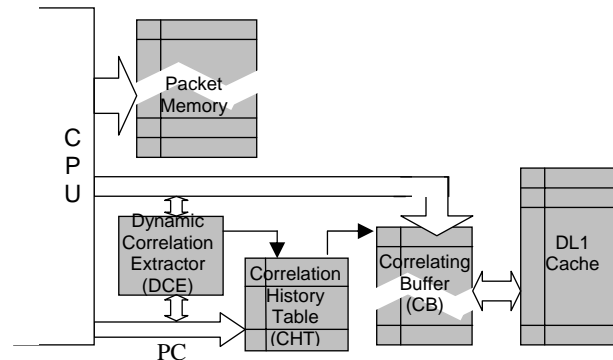 Packet
Memory
C
P
U
Dynamic
Correlation
Extractor
(DCE)
Correlation
History
Table
(CHT)
Correlating
Buffer
(CB)
DL1
Cache
PC